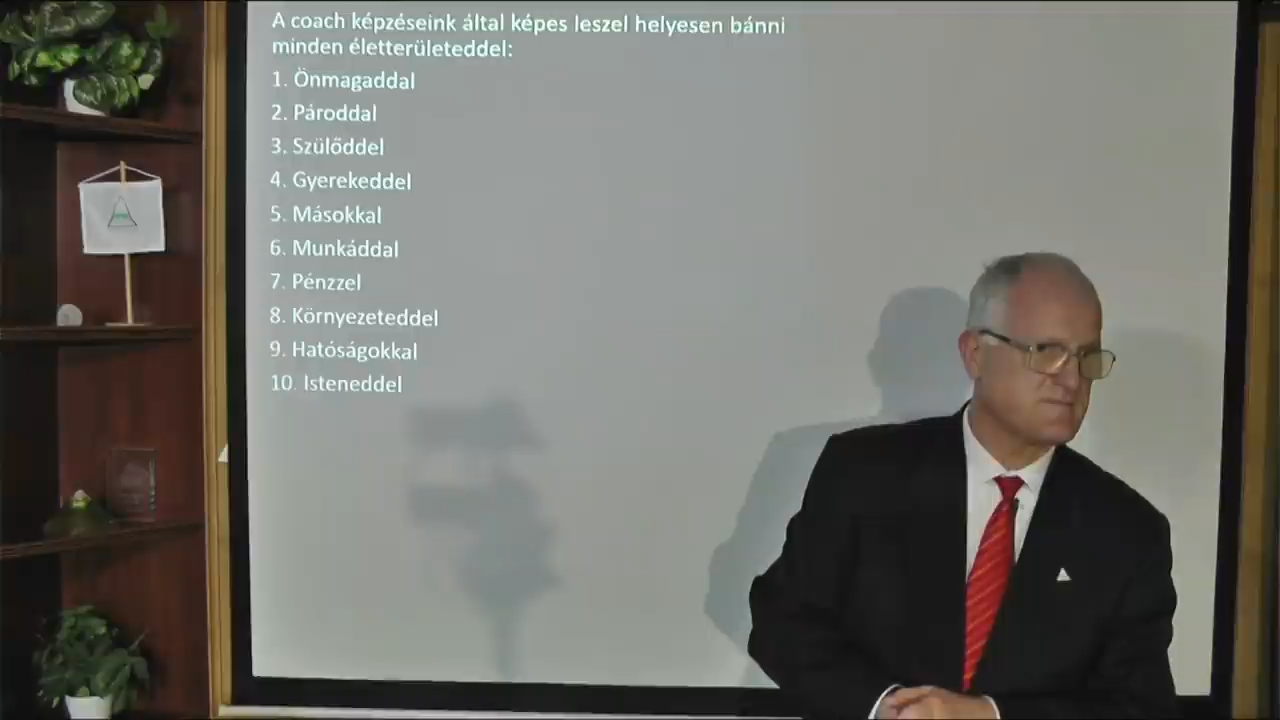 A coach képzéseink által képes leszel helyesen bánni
minden életterületeddel:
1. Önmagaddal
2. Pároddal
3. Szülőddel
4. Gyerekeddel
5. Másokkal
6. Munkáddal
7. Pénzzel
8. Környezeteddel
9. Hatóságokkal
10. Isteneddel